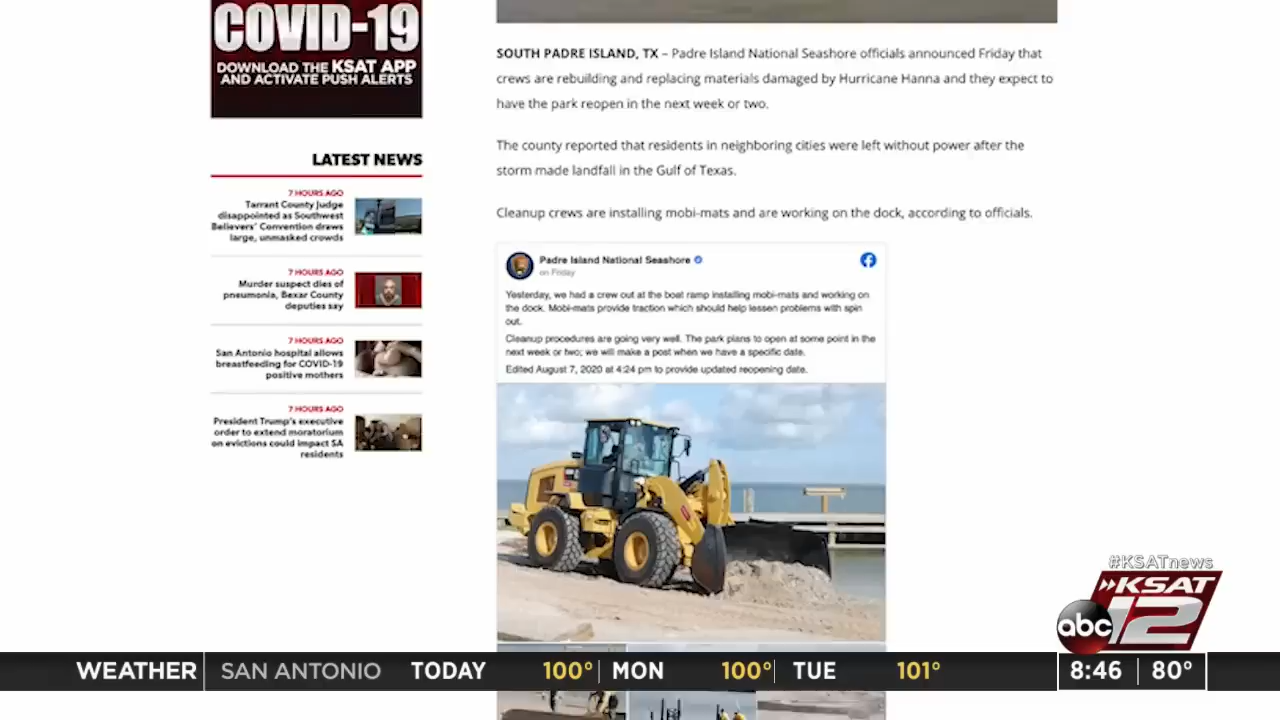 COVID-19
DOWNLOAD THE KSAT APP
AND ACTIVATE PUSH ALERTS
LATEST NEWS
7 HOURS AGO
Tarrant County judge
disappointed as Southwest
Believers' Convention draws
large, unmasked crowds
7 HOURS AGO
Murder suspect dies of
pneumonia, Bexar County
deputies say
7 HOURS AGO
San Antonio hospital allows
breastfeeding for COVID-19
positive mothers
7 HOURS AGO
President Trump's executive
order to extend moratorium
on evictions could impact SA
residents
SOUTH PADRE ISLAND, TX – Padre Island National Seashore officials announced Friday that
crews are rebuilding and replacing materials damaged by Hurricane Hanna and they expect to
have the park reopen in the next week or two.
The county reported that residents in neighboring cities were left without power after the
storm made landfall in the Gulf of Texas.
Cleanup crews are installing mobi-mats and are working on the dock, according to officials.
Padre Island National Seashore
on Friday
Yesterday, we had a crew out at the boat ramp installing mobi-mats and working on
the dock. Mobi-mats provide traction which should help lessen problems with spin
out.
Cleanup procedures are going very well. The park plans to open at some point in the
next week or two; we will make a post when we have a specific date.
Edited August 7, 2020 at 4:24 pm to provide updated reopening date.
#KSATnews
KSAT
abc 12
WEATHER SAN ANTONIO TODAY 100° MON 100° TUE 101° 8:46 80°